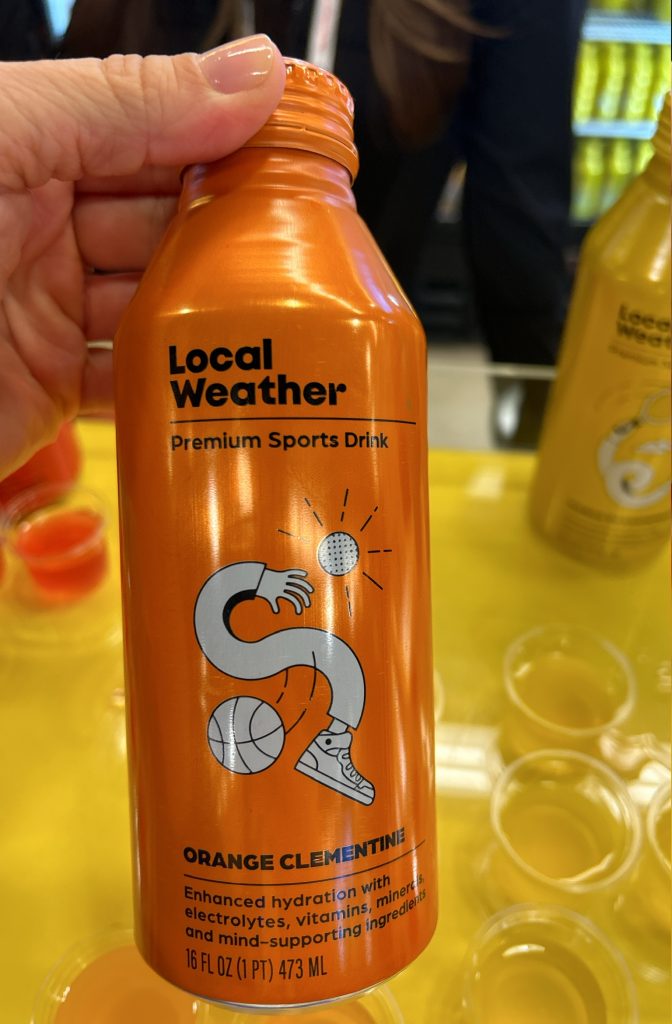 Local
Weather
Premium Sports Drink
ORANGE CLEMENTINE
Enhanced hydration with
electrolytes, vitamins, minerals,
and mind-supporting ingredients
16 FL OZ (1 PT) 473 ML
Local